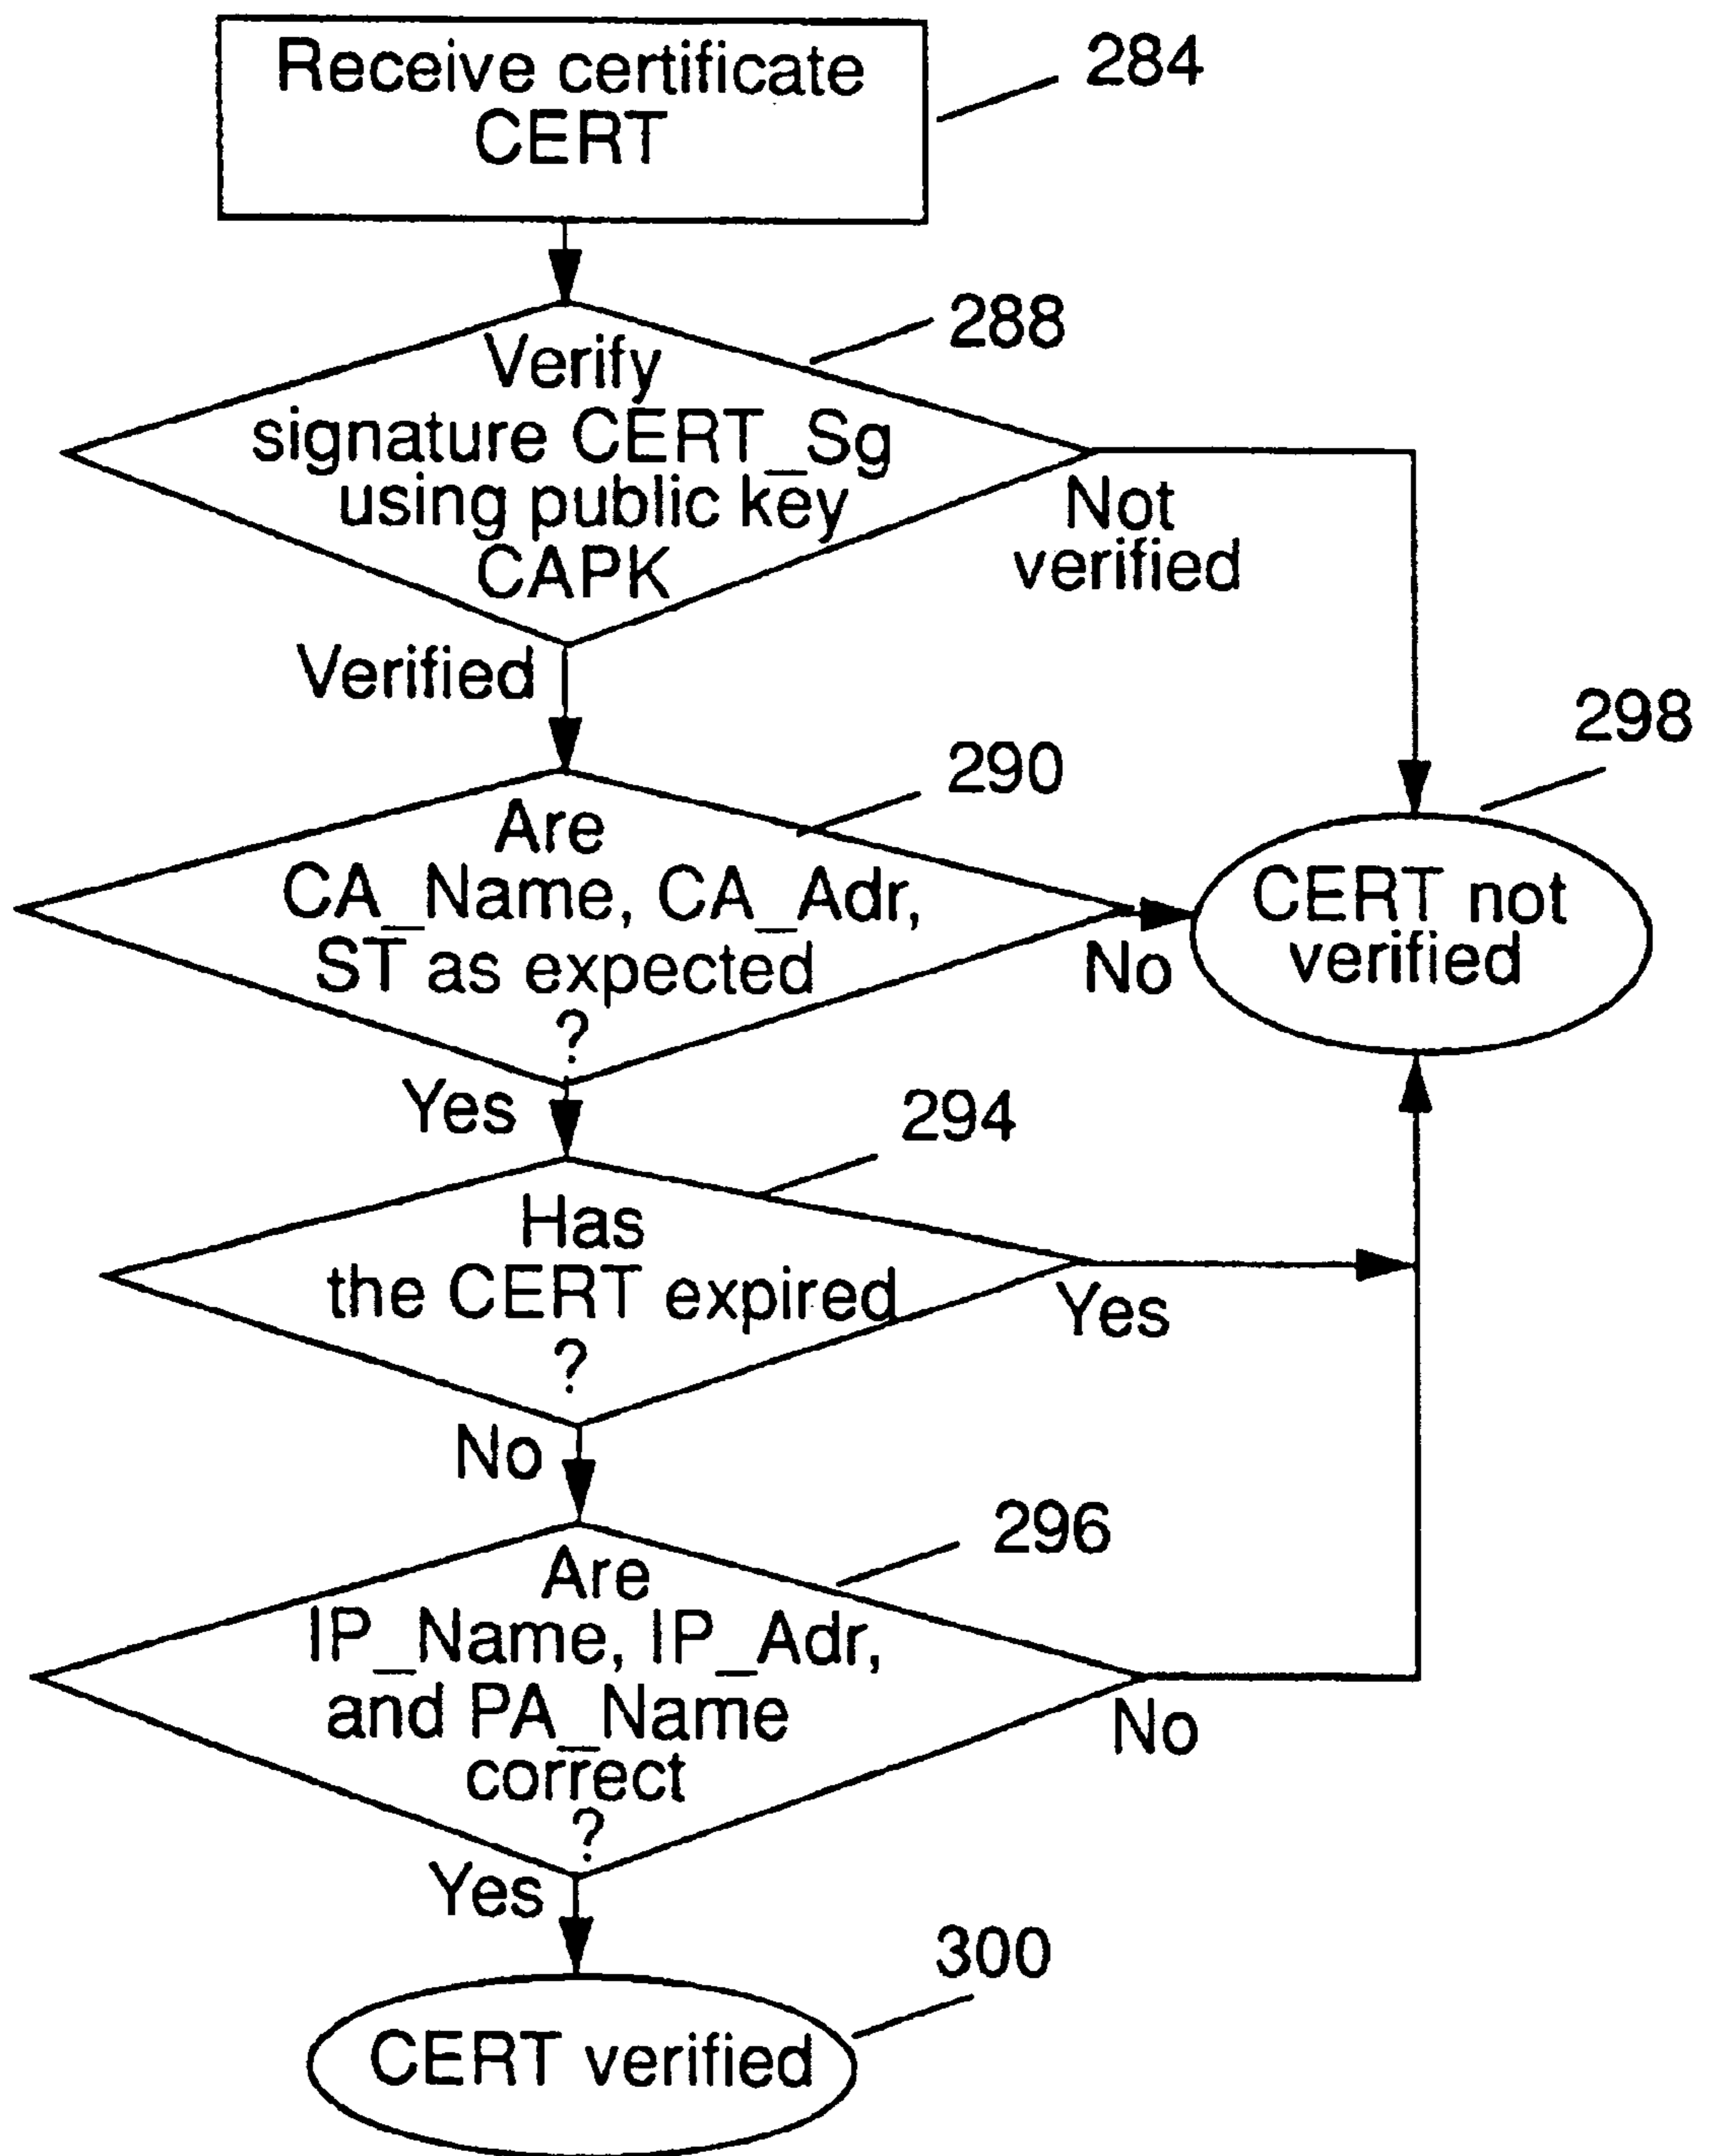 Receive certificate
CERT
284
288
Verify
signature CERT_Sg
using public key
CAPK
Not
verified
Verified
298
290
Are
CA_Name, CA_Adr,
ST as expected
?
No
CERT not
verified
Yes
294
Has
the CERT expired
?
Yes
No
296
Are
IP_Name, IP_Adr,
and PA_Name
correct
?
No
Yes
300
CERT verified